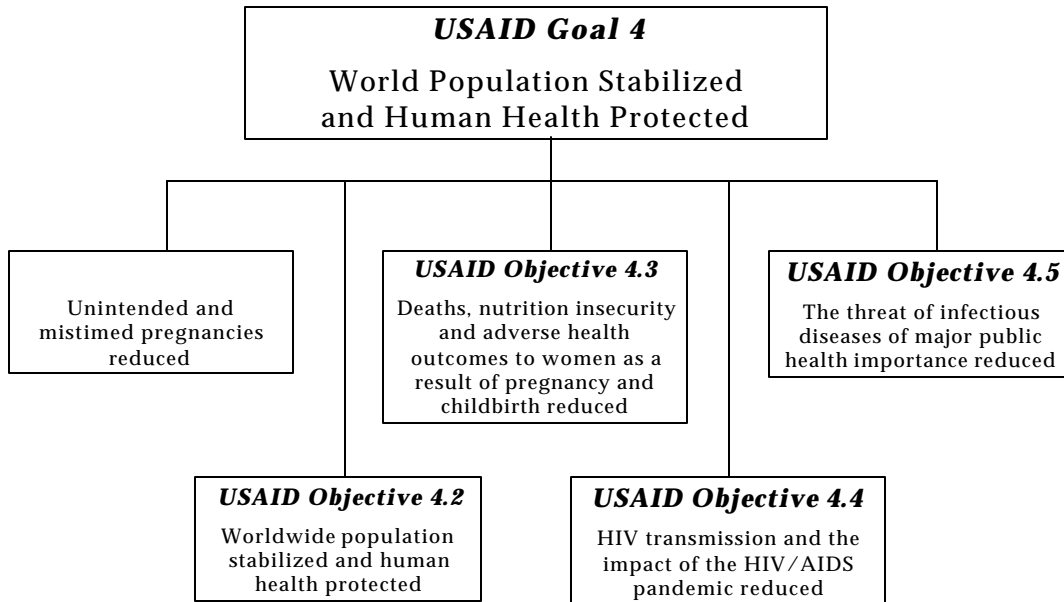 USAID Goal 4
World Population Stabilized
and Human Health Protected
Unintended and
mistimed pregnancies
reduced
USAID Objective 4.3
Deaths, nutrition insecurity
and adverse health
outcomes to women as a
result of pregnancy and
childbirth reduced
USAID Objective 4.5
The threat of infectious
diseases of major public
health importance reduced
USAID Objective 4.2
Worldwide population
stabilized and human
health protected
USAID Objective 4.4
HIV transmission and the
impact of the HIV/AIDS
pandemic reduced